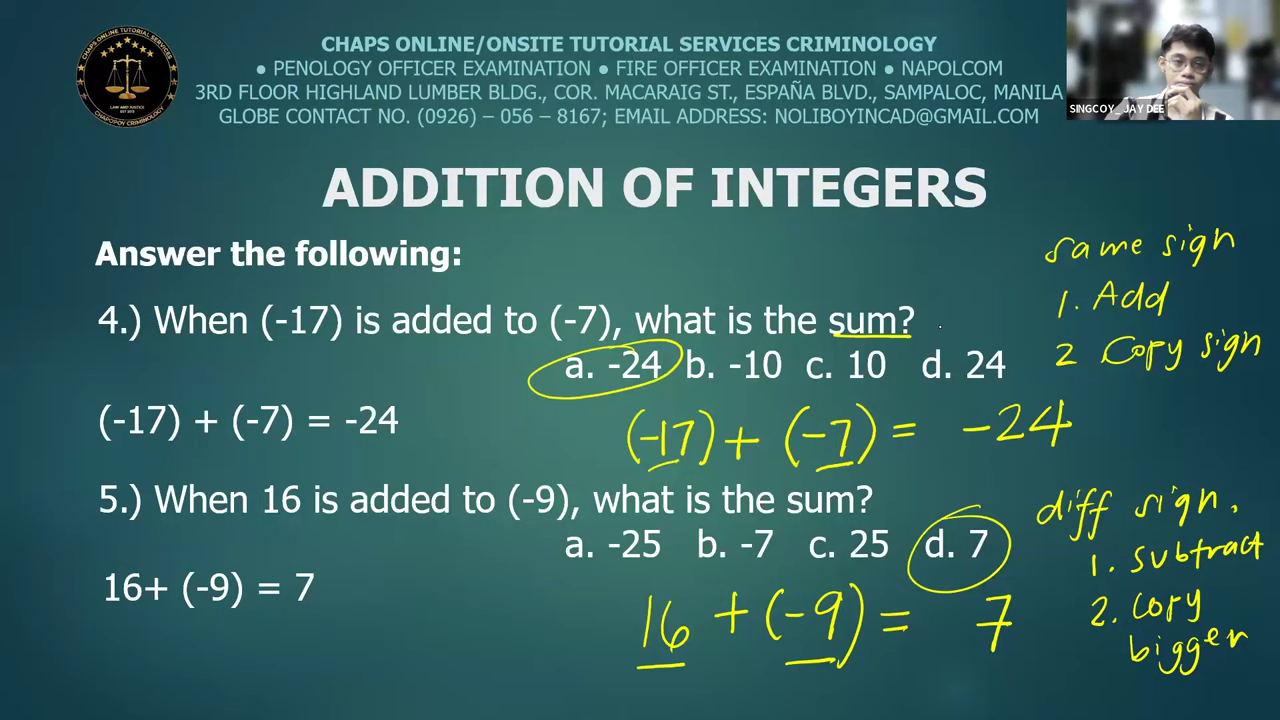 CHAPS ONLINE/ONSITE TUTORIAL SERVICES CRIMINOLOGY
● PENOLOGY OFFICER EXAMINATION ● FIRE OFFICER EXAMINATION ● NAPOLCOM
3RD FLOOR HIGHLAND LUMBER BLDG., COR. MACARAIG ST., ESPAÑA BLVD., SAMPALOC, MANILA
GLOBE CONTACT NO. (0926) – 056 – 8167; EMAIL ADDRESS: NOLIBOYINCAD@GMAIL.COM
SINGCOY_ JAY DEE
LAW AND JUSTICE
ADDITION OF INTEGERS
Answer the following:
same sign
1. Add
2 Copy sign
4.) When (-17) is added to (-7), what is the sum?
a. -24 b. -10 c. 10 d. 24
(-17) + (-7) = -24
(-17) + (-7) = -24
5.) When 16 is added to (-9), what is the sum?
a. -25 b. -7 c. 25 d. 7
16+ (-9) = 7
16 + (-9) = 7
diff sign.
1. subtract
2. copy
bigger